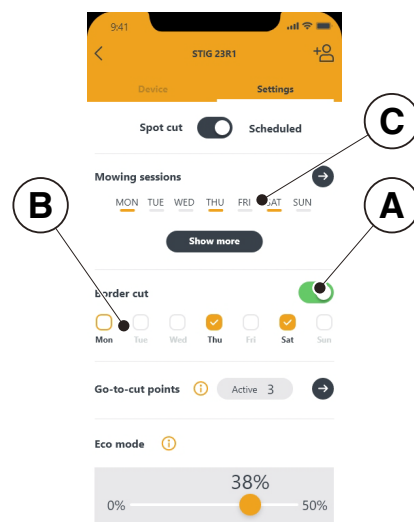 9:41
STIG 23R1
Device Settings
Spot cut Scheduled
C
Mowing sessions
MON TUE WED THU FRI SAT SUN
B
A
Show more
Border cut
Mon Tue Wed Thu Fri Sat Sun
Go-to-cut points Active 3
Eco mode
38%
0% 50%